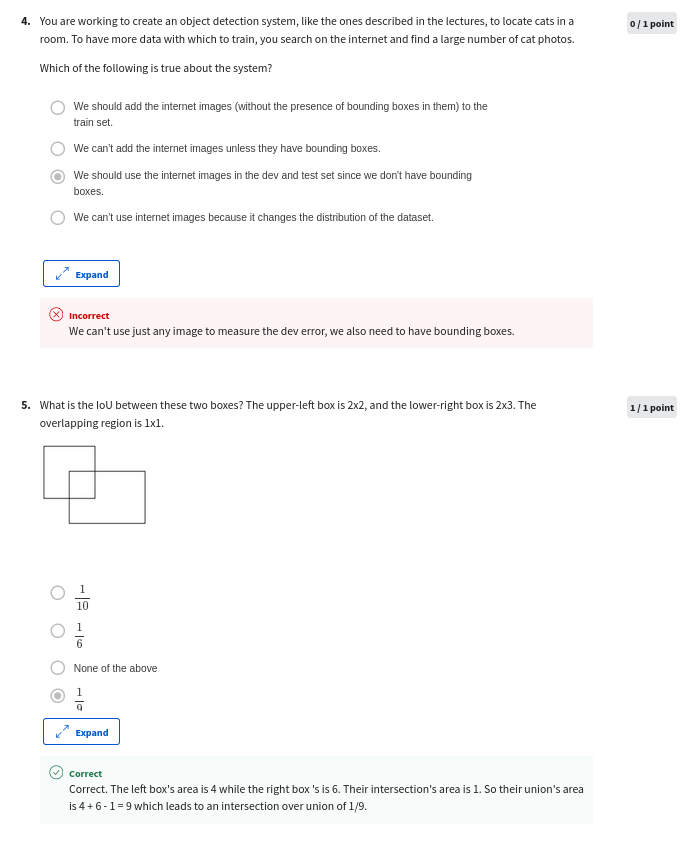 4. You are working to create an object detection system, like the ones described in the lectures, to locate cats in a
0 / 1 point
room. To have more data with which to train, you search on the internet and find a large number of cat photos.
Which of the following is true about the system?
We should add the internet images (without the presence of bounding boxes in them) to the
train set.
We can't add the internet images unless they have bounding boxes.
We should use the internet images in the dev and test set since we don't have bounding
boxes.
We can't use internet images because it changes the distribution of the dataset.
Expand
Incorrect
We can't use just any image to measure the dev error, we also need to have bounding boxes.
5. What is the IoU between these two boxes? The upper-left box is 2x2, and the lower-right box is 2x3. The
1 / 1 point
overlapping region is 1x1.
1
10
1
6
None of the above
1
9
Expand
Correct
Correct. The left box's area is 4 while the right box 's is 6. Their intersection's area is 1. So their union's area
is 4 + 6 - 1 = 9 which leads to an intersection over union of 1/9.